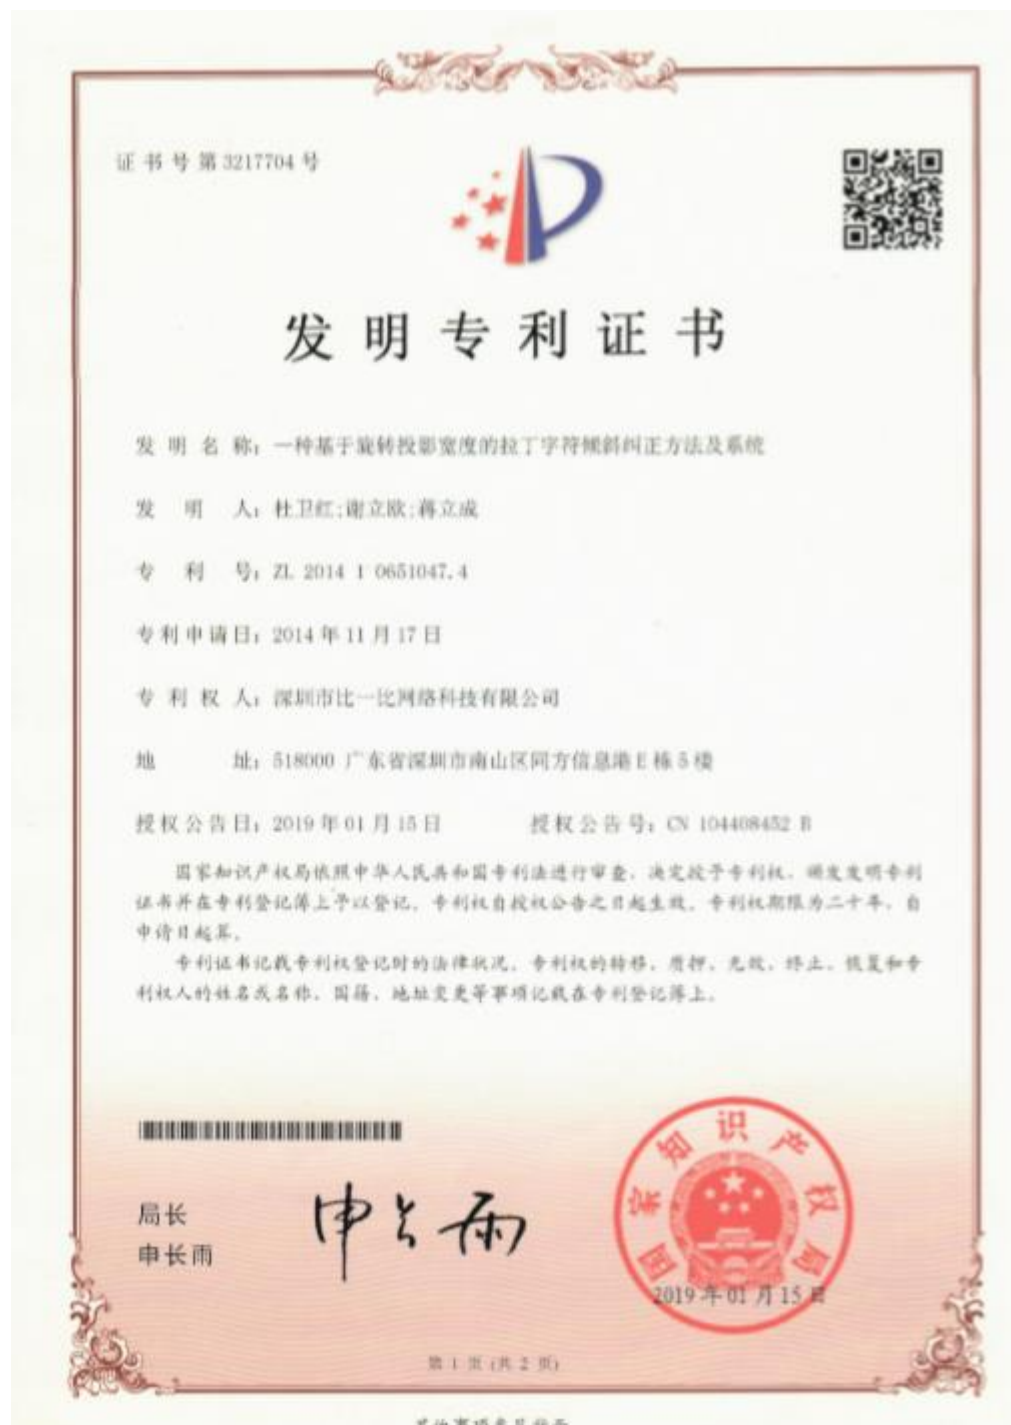 证书号第3217704号
发明专利证书
发明名称：一种基于旋转投影宽度的拉丁字符倾斜纠正方法及系统
发明人：杜卫红;谢立欧;蒋立成
专利号：ZL 2014 1 0651047.4
专利申请日：2014年11月17日
专利权人：深圳市比一比网络科技有限公司
地址：518000 广东省深圳市南山区同方信息港E栋5楼
授权公告日：2019年01月15日 授权公告号：CN 104408452 B
国家知识产权局依照中华人民共和国专利法进行审查，决定授予专利权，颁发发明专利
证书并在专利登记簿上予以登记。专利权自授权公告之日起生效。专利权期限为二十年，自
申请日起算。
专利证书记载专利权登记时的法律状况。专利权的转移、质押、无效、终止、恢复和专
利权人的姓名或名称、国籍、地址变更等事项记载在专利登记簿上。
局长
申长雨
申长雨
国家知识产权局
2019年01月15日
第 1 页 (共 2 页)